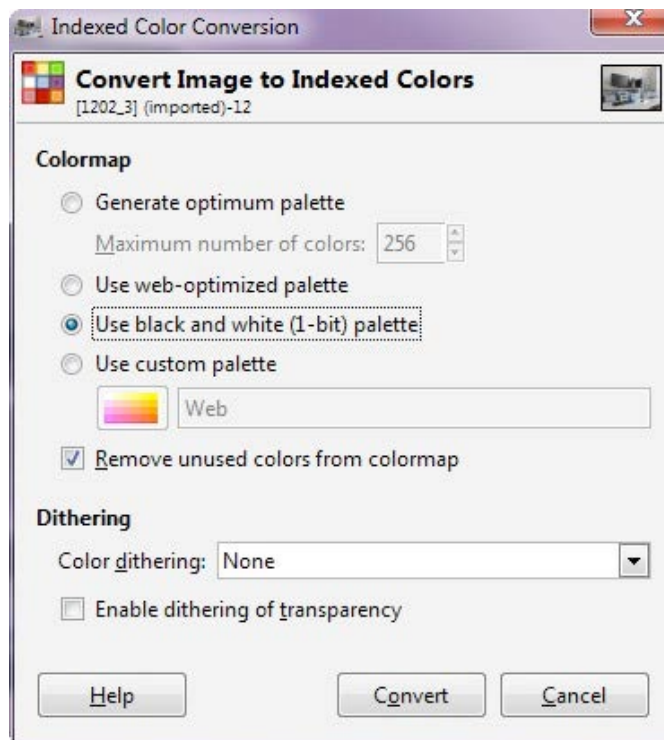 Indexed Color Conversion
Convert Image to Indexed Colors
[1202_3] (imported)-12
Colormap
Generate optimum palette
Maximum number of colors: 256
Use web-optimized palette
Use black and white (1-bit) palette
Use custom palette
Web
Remove unused colors from colormap
Dithering
Color dithering: None
Enable dithering of transparency
Help Convert Cancel